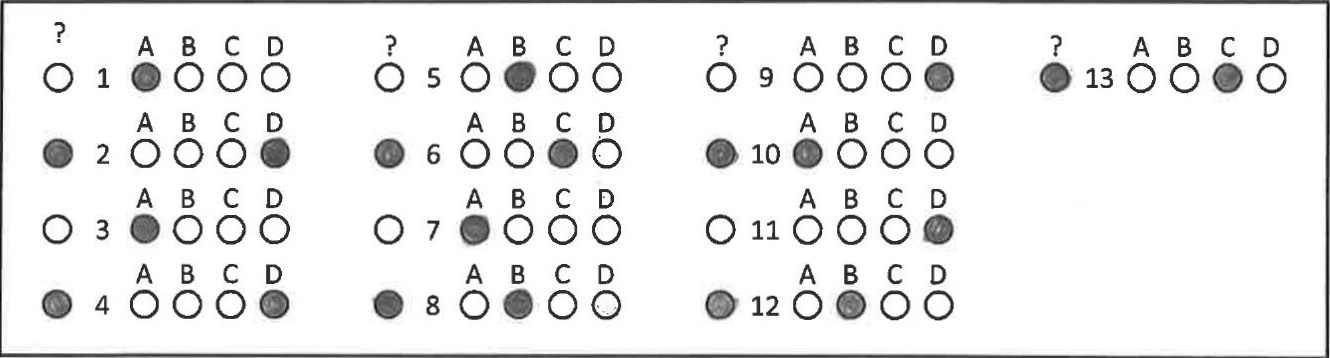 ? A B C D ? A B C D ? A B C D ? A B C D
1 5 9 13
A B C D A B C D A B C D
2 6 10
A B C D A B C D A B C D
3 7 11
A B C D A B C D A B C D
4 8 12